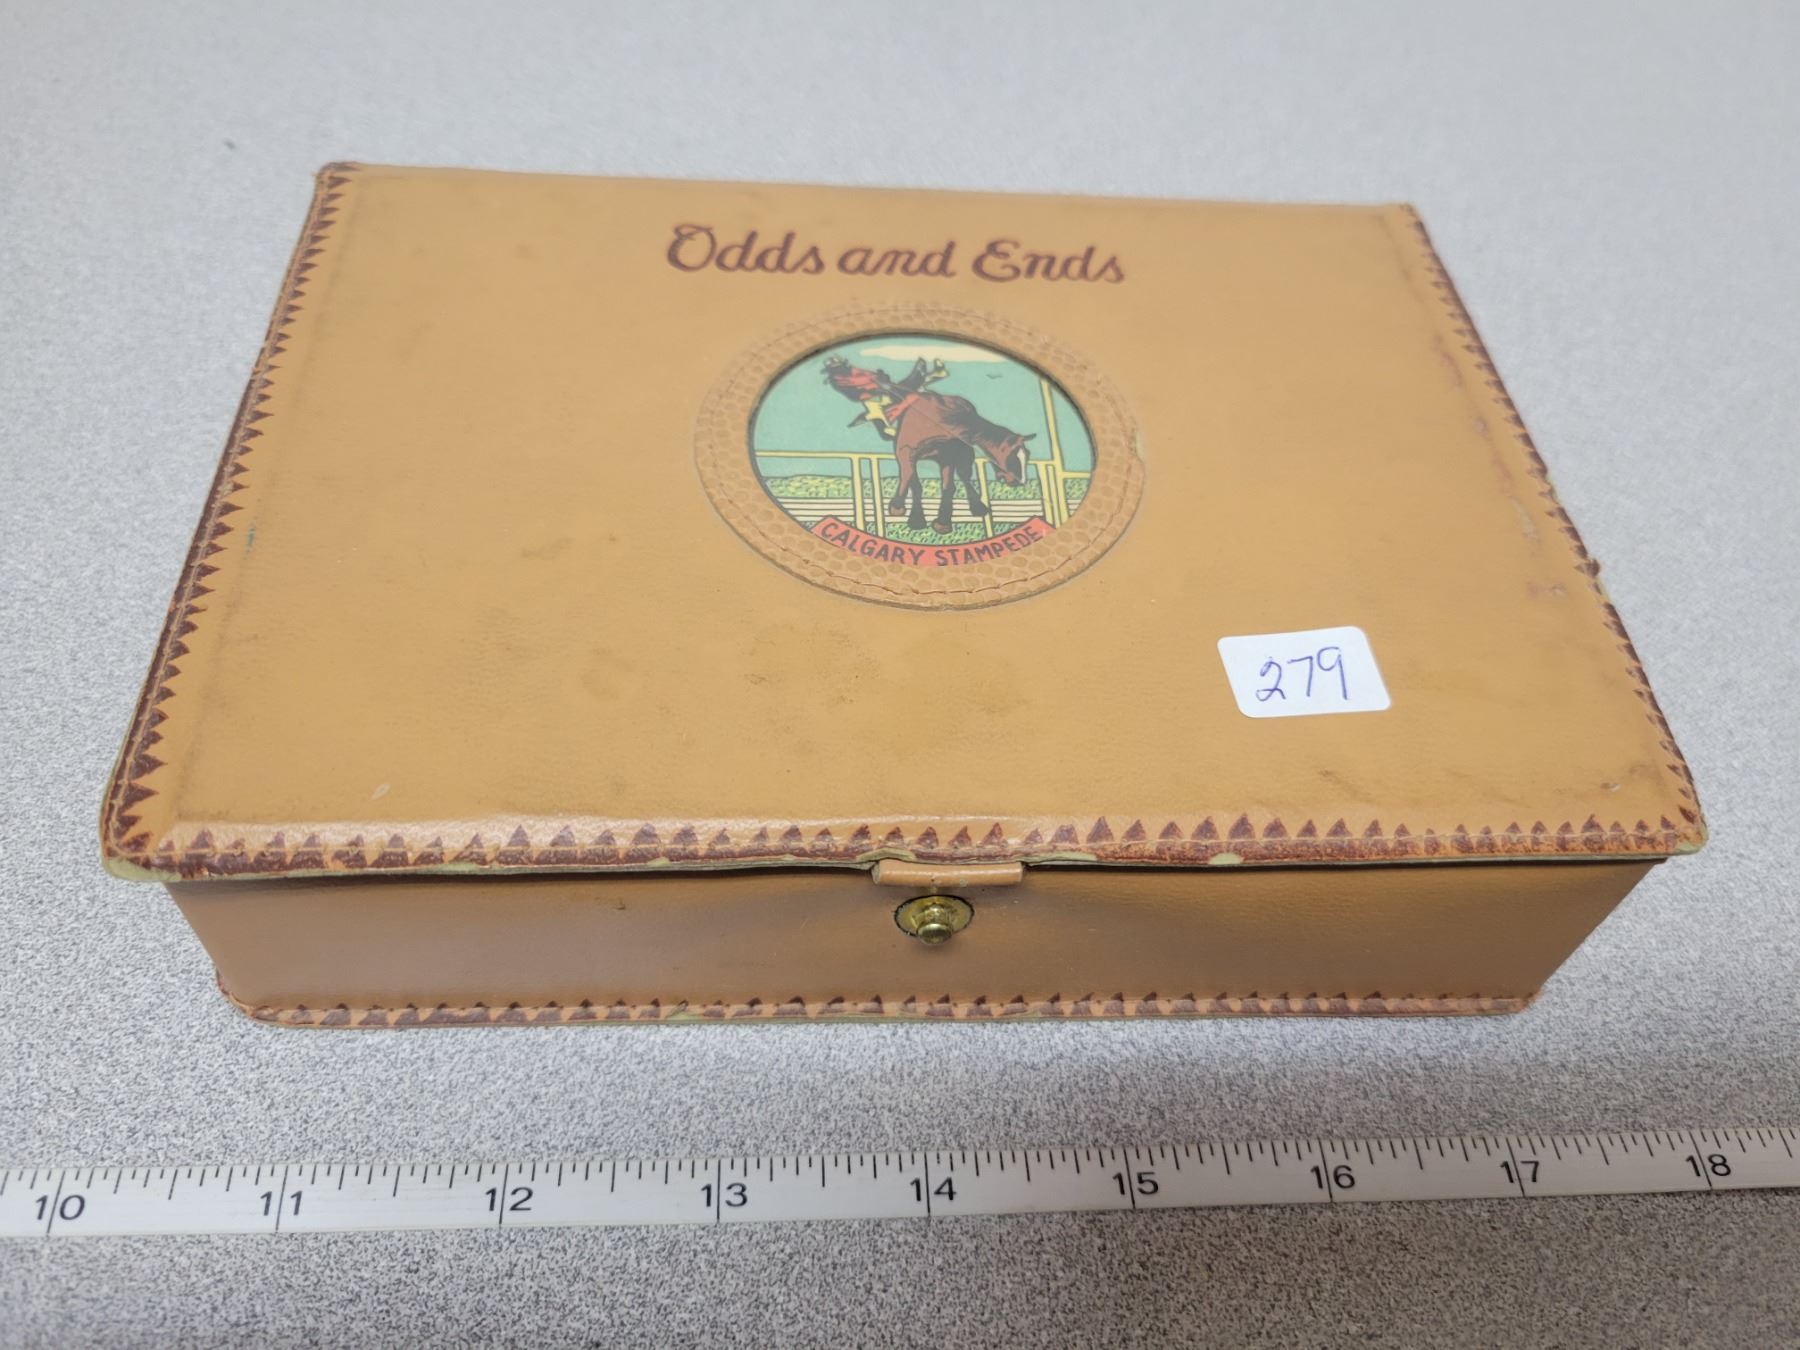 Odds and Ends
CALGARY STAMPEDE
279
10 11 12 13 14 15 16 17 18